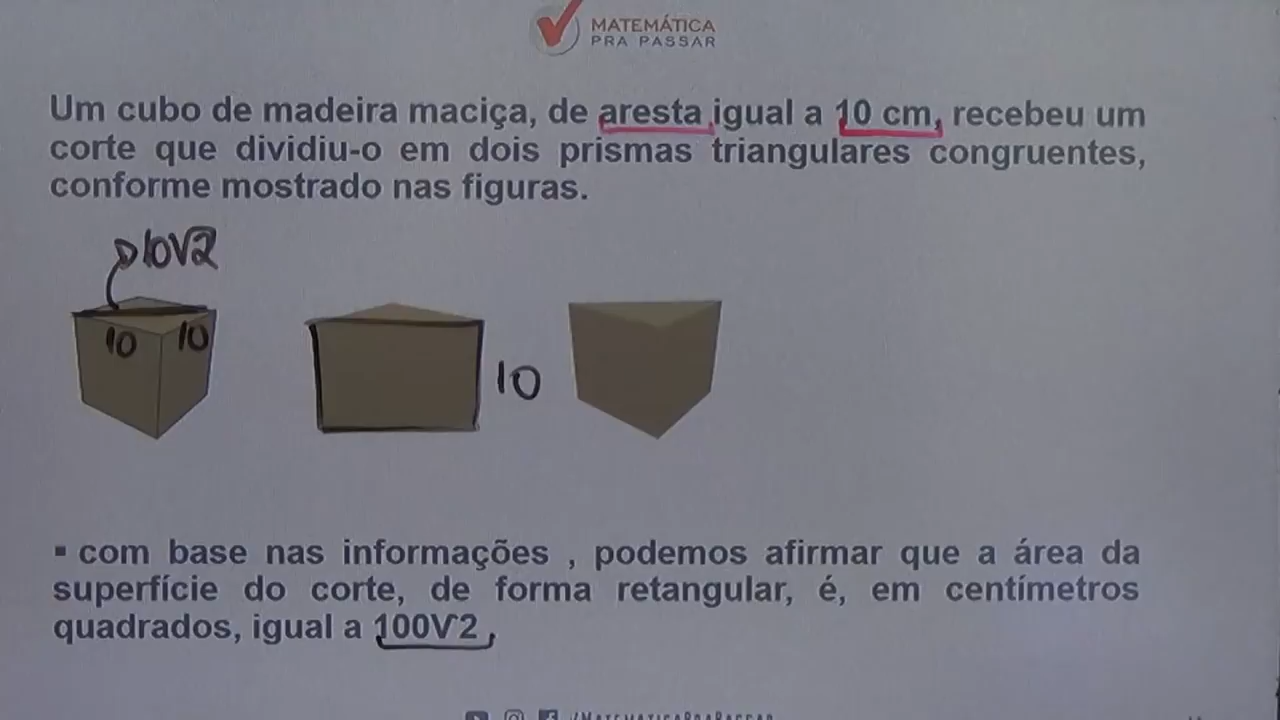 MATEMÁTICA
PRA PASSAR
Um cubo de madeira maciça, de aresta igual a 10 cm, recebeu um
corte que dividiu-o em dois prismas triangulares congruentes,
conforme mostrado nas figuras.
10√2
10 10
10
▪ com base nas informações , podemos afirmar que a área da
superfície do corte, de forma retangular, é, em centímetros
quadrados, igual a 100√2 ,
/MATEMATICAPRAPASSAR